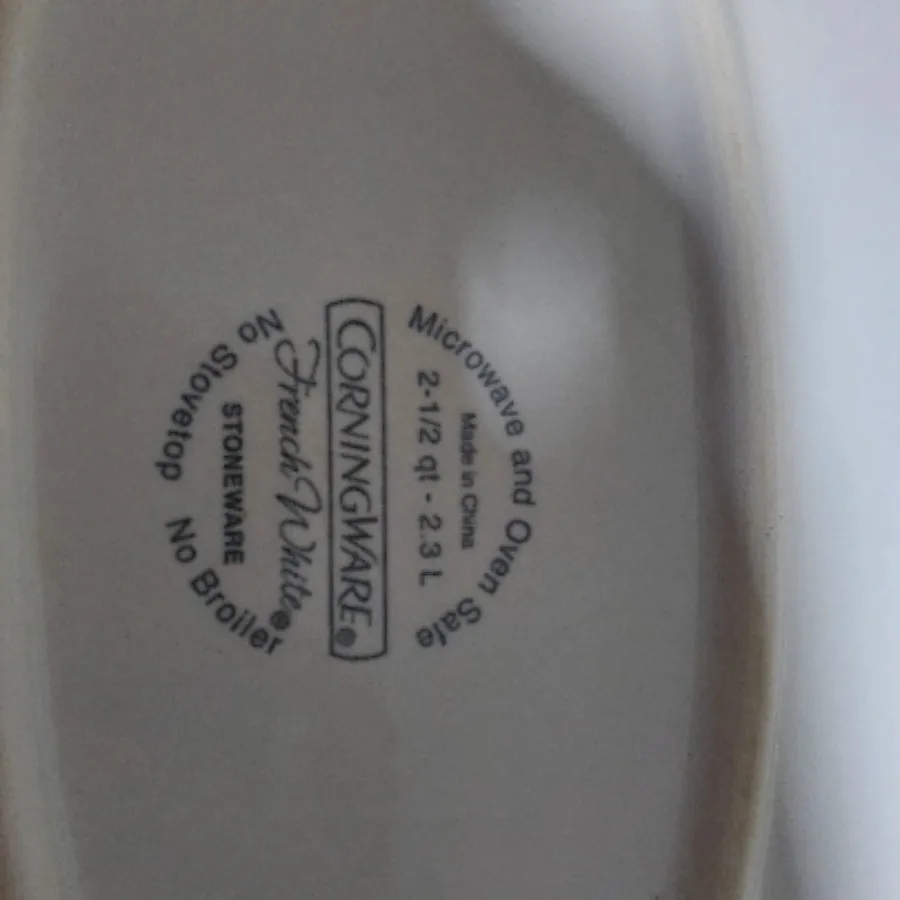 Microwave and Oven Safe
Made in China
2-1/2 qt - 2.3 L
CORNINGWARE®
French White®
STONEWARE
No Stovetop No Broiler